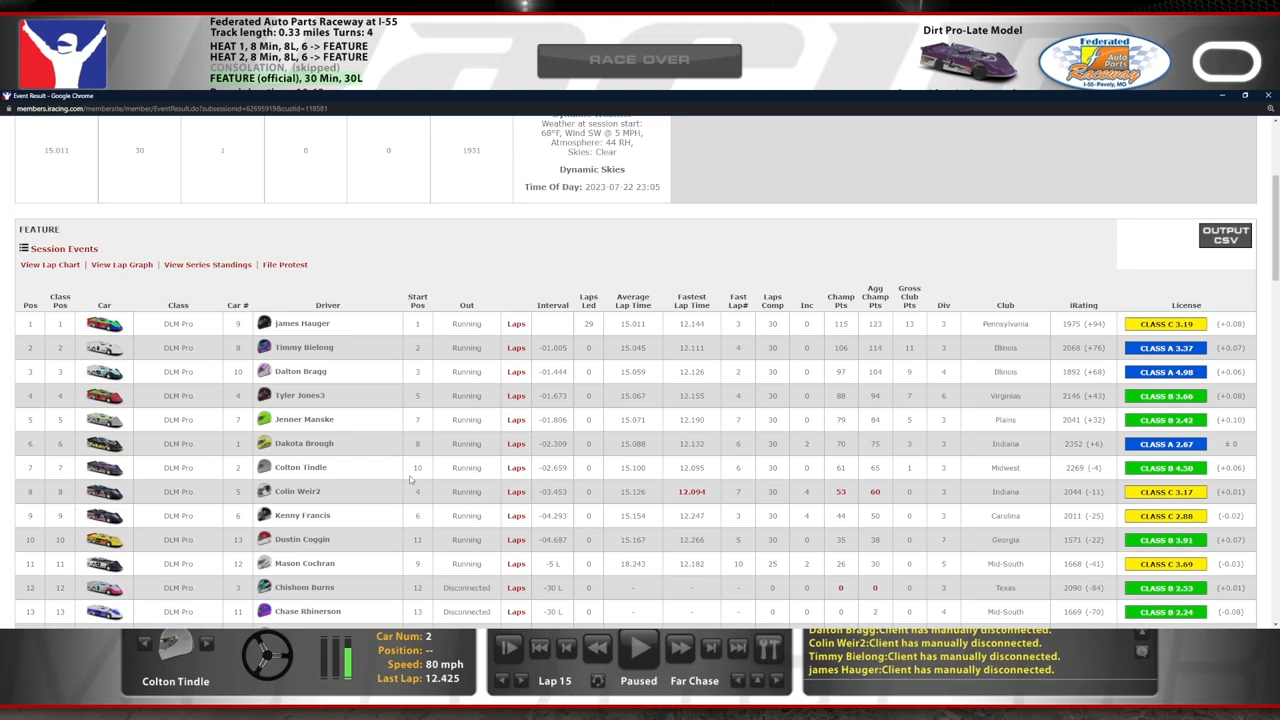 Federated Auto Parts Raceway at I-55
Track length: 0.33 miles Turns: 4
HEAT 1, 8 Min, 8L, 6 -> FEATURE
HEAT 2, 8 Min, 8L, 6 -> FEATURE
CONSOLATION, (skipped)
FEATURE (official), 30 Min, 30L
RACE OVER
Dirt Pro-Late Model
Federated
Auto
Parts
Raceway
I-55 - Pevely, MO
Event Result - Google Chrome
members.iracing.com/membersite/member/EventResult.do?subsessionid=62695919&custid=118581
Weather at session start:
68°F, Wind SW @ 5 MPH,
Atmosphere: 44 RH,
Skies: Clear
15.011 30 1 0 0 1931
Dynamic Skies
Time Of Day: 2023-07-22 23:05
FEATURE
OUTPUT
CSV
Session Events
View Lap Chart | View Lap Graph | View Series Standings | File Protest
Pos Class Pos Car Class Car # Driver Start Pos Out Interval Laps Led Average Lap Time Fastest Lap Time Fast Lap# Laps Comp Inc Champ Pts Agg Champ Pts Gross Club Pts Div Club iRating License
1 1 DLM Pro 9 james Hauger 1 Running Laps 29 15.011 12.144 3 30 0 115 123 13 3 Pennsylvania 1975 (+94) CLASS C 3.19 (+0.08)
2 2 DLM Pro 8 Timmy Bielong 2 Running Laps -01.005 0 15.045 12.111 4 30 0 106 114 11 3 Illinois 2068 (+76) CLASS A 3.37 (+0.07)
3 3 DLM Pro 10 Dalton Bragg 3 Running Laps -01.444 0 15.059 12.126 2 30 0 97 104 9 4 Illinois 1892 (+68) CLASS A 4.98 (+0.06)
4 4 DLM Pro 4 Tyler Jones3 5 Running Laps -01.673 0 15.067 12.155 4 30 0 88 94 7 6 Virginias 2146 (+43) CLASS B 3.66 (+0.08)
5 5 DLM Pro 7 Jenner Manske 7 Running Laps -01.806 0 15.071 12.190 7 30 0 79 84 5 3 Plains 2041 (+32) CLASS B 2.42 (+0.10)
6 6 DLM Pro 1 Dakota Brough 8 Running Laps -02.309 0 15.088 12.132 6 30 0 70 75 3 3 Indiana 2352 (+6) CLASS A 2.67 ± 0
7 7 DLM Pro 2 Colton Tindle 10 Running Laps -02.659 0 15.100 12.095 6 30 0 61 65 1 3 Midwest 2269 (-4) CLASS B 4.50 (+0.06)
8 8 DLM Pro 5 Colin Weir2 4 Running Laps -03.453 0 15.126 12.094 7 30 4 53 60 0 3 Indiana 2044 (-11) CLASS C 3.17 (+0.01)
9 9 DLM Pro 6 Kenny Francis 6 Running Laps -04.293 0 15.154 12.247 3 30 4 44 50 0 3 Carolina 2011 (-25) CLASS C 2.88 (-0.02)
10 10 DLM Pro 13 Dustin Coggin 11 Running Laps -04.687 0 15.167 12.266 5 30 0 35 38 0 7 Georgia 1571 (-22) CLASS B 3.91 (+0.07)
11 11 DLM Pro 12 Mason Cochran 9 Running Laps -5 L 0 18.243 12.182 10 25 2 26 30 0 5 Mid-South 1668 (-41) CLASS C 3.69 (-0.03)
12 12 DLM Pro 3 Chishom Burns 12 Disconnected Laps -30 L 0 - - - 0 0 0 0 0 3 Texas 2090 (-84) CLASS B 2.53 (+0.01)
13 13 DLM Pro 11 Chase Rhinerson 13 Disconnected Laps -30 L 0 - - - 0 0 0 2 0 4 Mid-South 1669 (-70) CLASS B 2.24 (-0.08)
Colton Tindle
Car Num: 2
Position: --
Speed: 80 mph
Last Lap: 12.425
Lap 15 Paused Far Chase
Dalton Bragg:Client has manually disconnected.
Colin Weir2:Client has manually disconnected.
Timmy Bielong:Client has manually disconnected.
james Hauger:Client has manually disconnected.